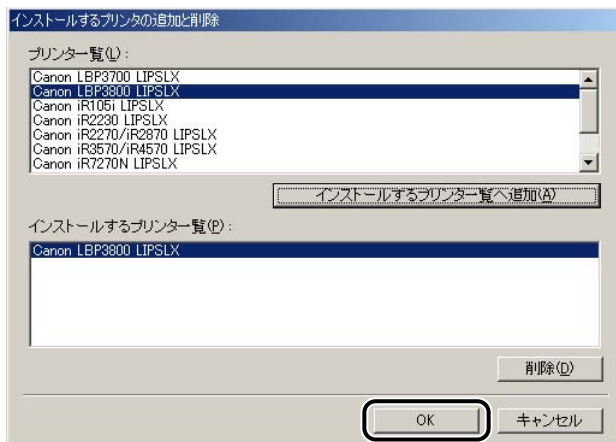 インストールするプリンタの追加と削除
プリンター覧(L):
Canon LBP3700 LIPSLX
Canon LBP3800 LIPSLX
Canon iR105i LIPSLX
Canon iR2230 LIPSLX
Canon iR2270/iR2870 LIPSLX
Canon iR3570/iR4570 LIPSLX
Canon iR7270N LIPSLX
インストールするプリンター覧へ追加(A)
インストールするプリンター覧(P):
Canon LBP3800 LIPSLX
削除(D)
OK
キャンセル